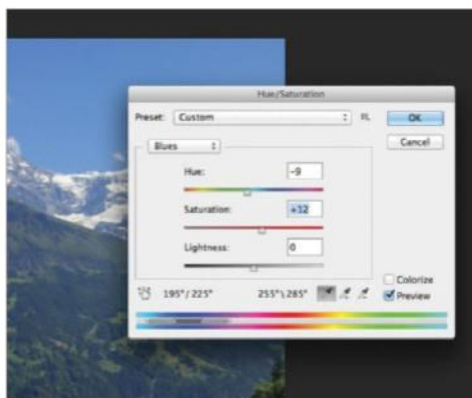 Hue/Saturation
Preset: Custom OK
Blues Cancel
Hue: -9
Saturation: +12
Lightness: 0
Colorize
195°/225° 255°\285° Preview